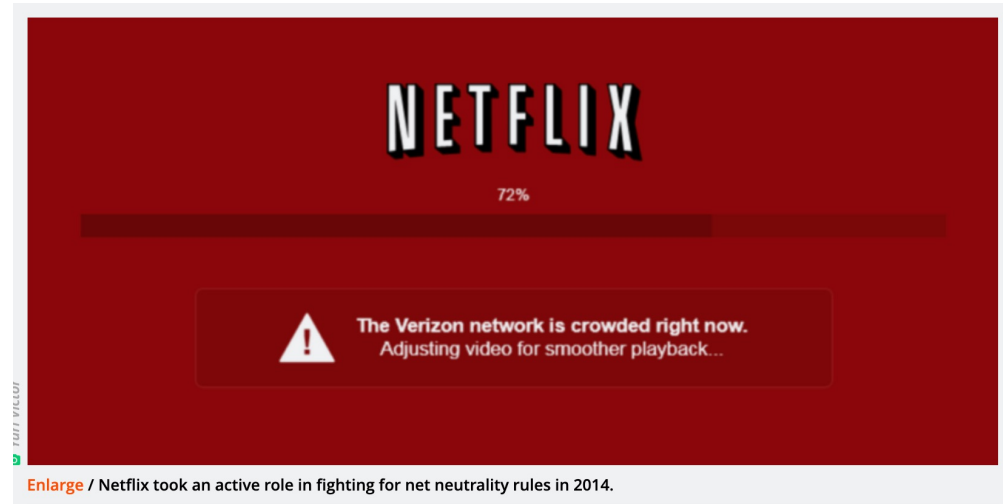 NETFLIX
72%
The Verizon network is crowded right now.
Adjusting video for smoother playback...
Enlarge / Netflix took an active role in fighting for net neutrality rules in 2014.